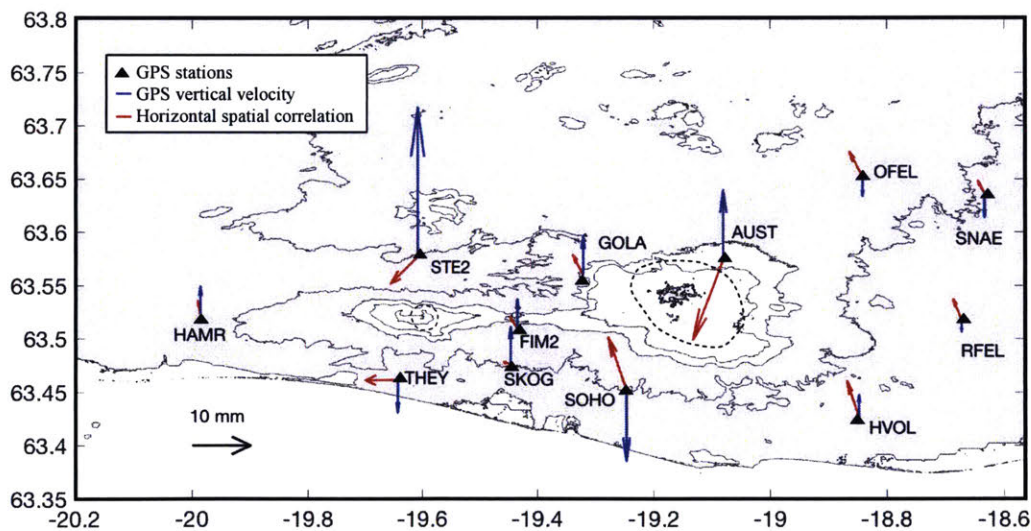 63.8
63.75
63.7
63.65
63.6
63.55
63.5
63.45
63.4
63.35
GPS stations
GPS vertical velocity
Horizontal spatial correlation
OFEL
SNAE
AUST
GOLA
STE2
HAMR
FIM2
RFEL
THEY
SKOG
SOHO
HVOL
10 mm
-20.2 -20 -19.8 -19.6 -19.4 -19.2 -19 -18.8 -18.6